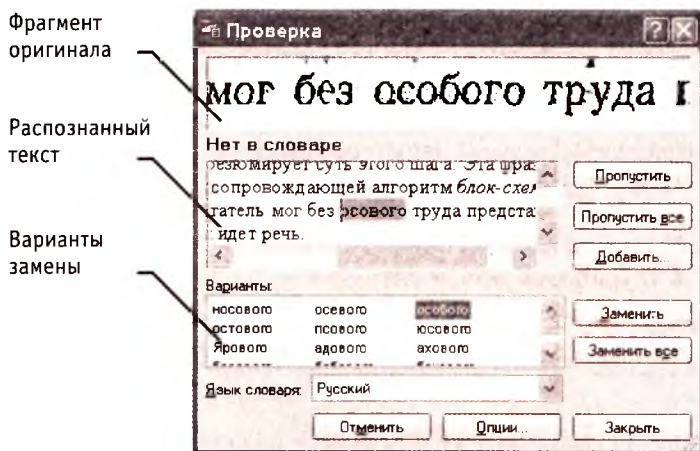 Фрагмент
оригинала
Распознанный
текст
Варианты
замены
Проверка
мог без особого труда
Нет в словаре
резюмирует суть этого шага. Эта фра
сопровождающей алгоритм блок-схем
татель мог без осового труда предста
идет речь.
Пропустить
Пропустить все
Добавить...
Варианты:
носового осевого особого
остового псового юсового
Ярового адового ахового
Заменить
Заменить все
Язык словаря: Русский
Отменить Опции... Закрыть